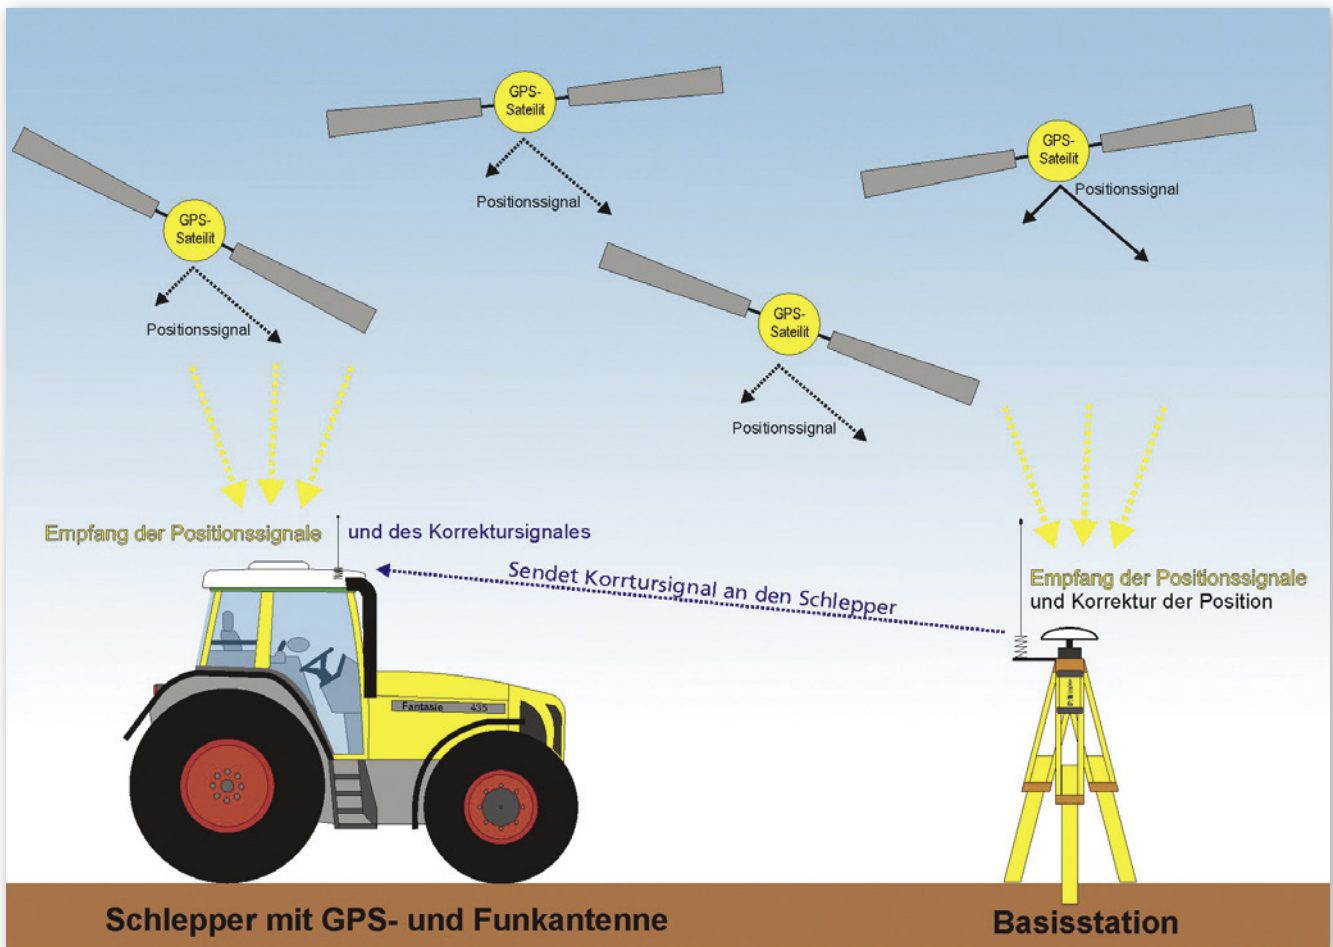 GPS-
Sateilit
Positionssignal
GPS-
Sateilit
Positionssignal
GPS-
Sateilit
Positionssignal
GPS-
Sateilit
Positionssignal
Empfang der Positionssignale und des Korrektursignales
Sendet Korrtursignal an den Schlepper
Empfang der Positionssignale
und Korrektur der Position
Fantasie 435
Schlepper mit GPS- und Funkantenne
Basisstation